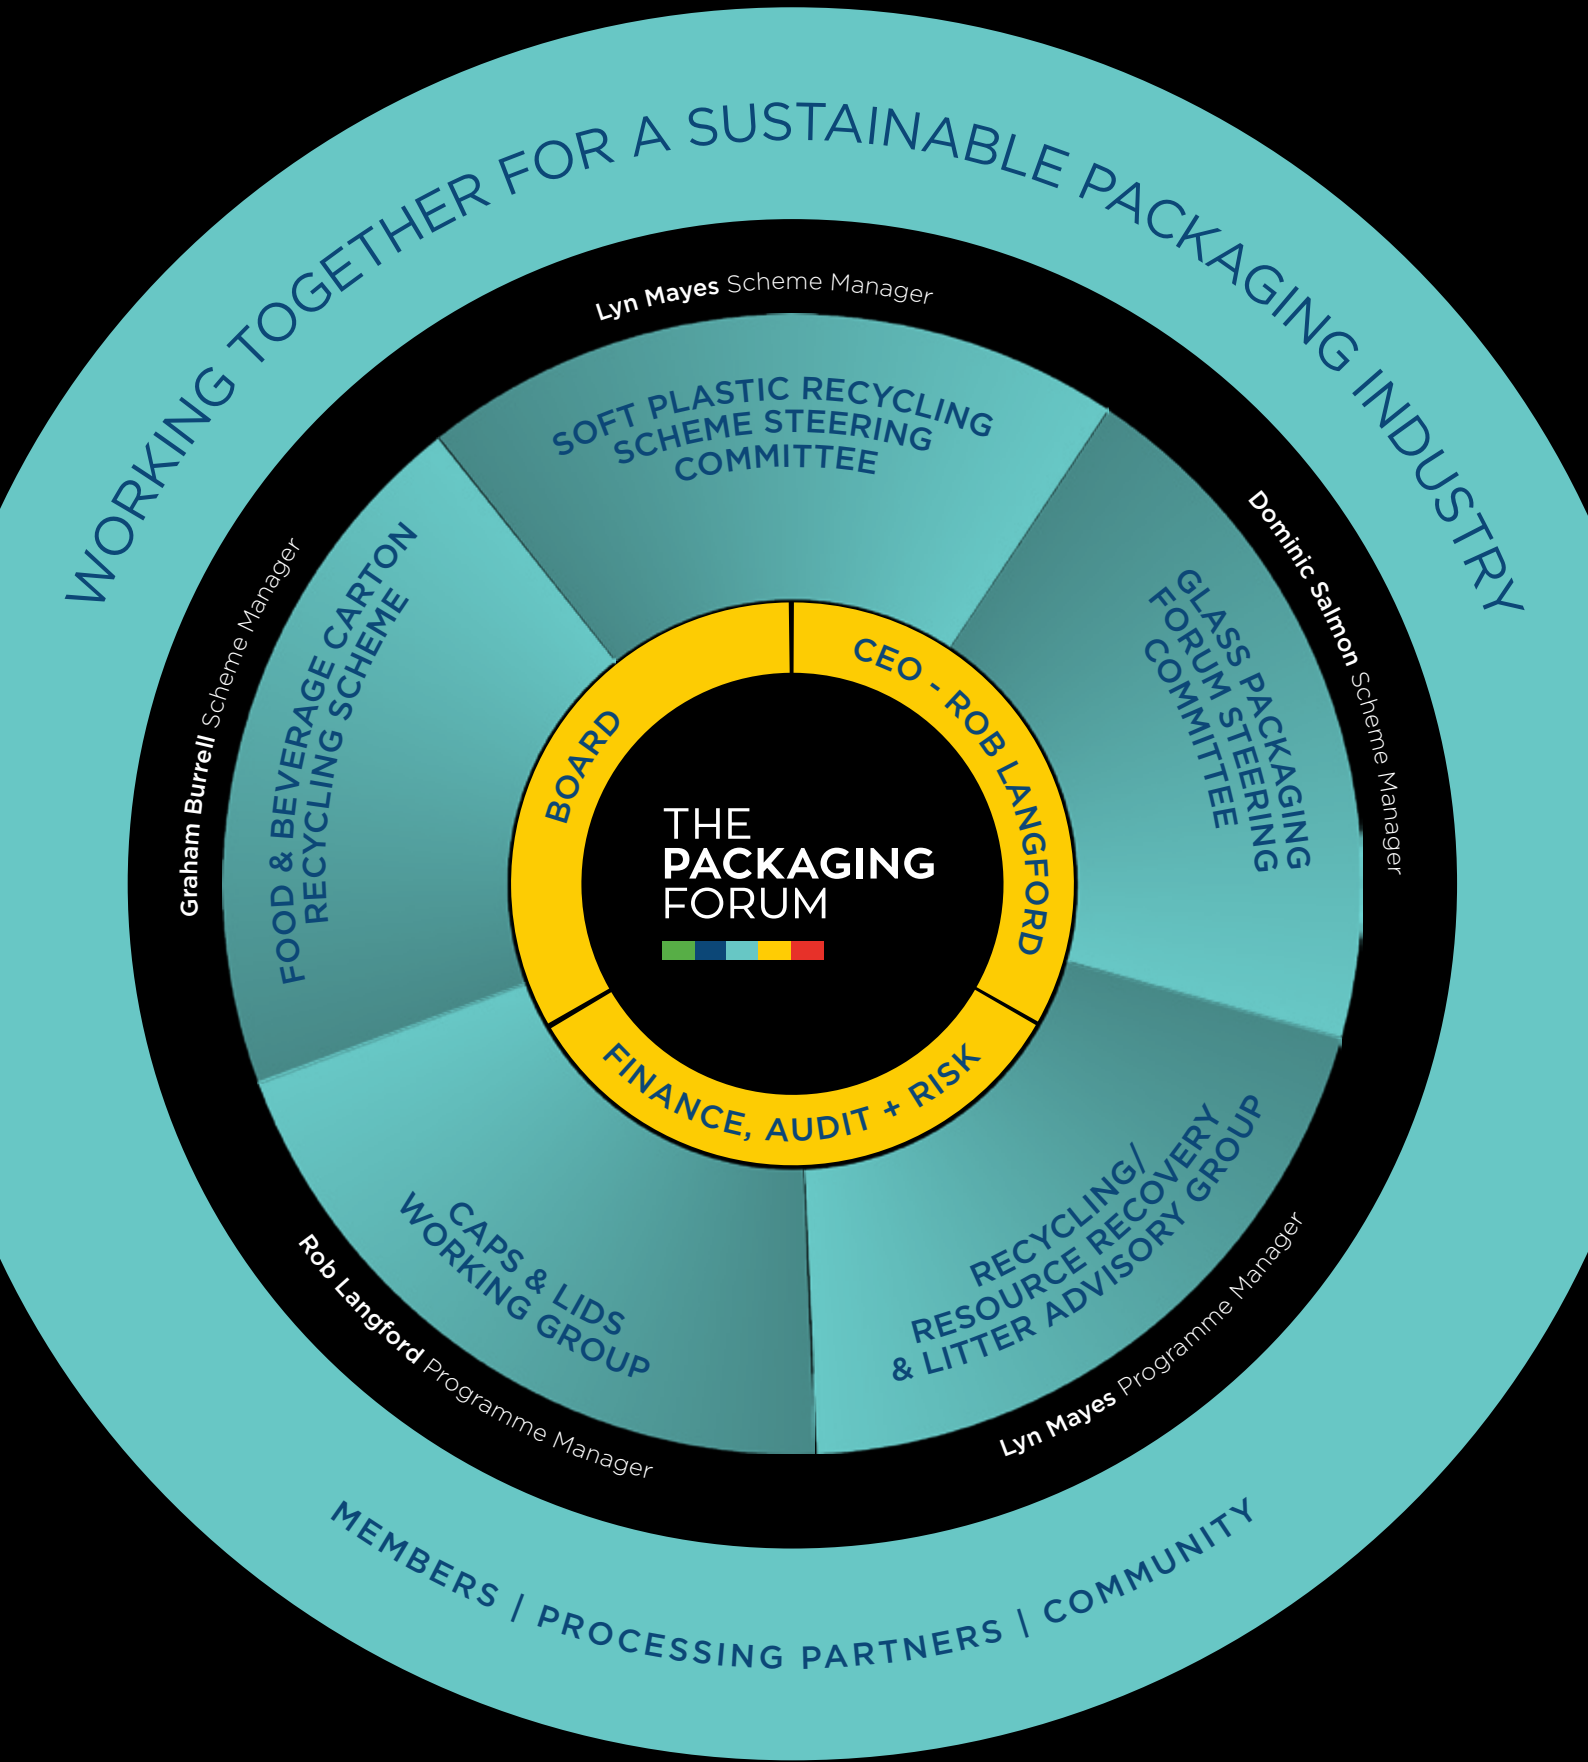 WORKING TOGETHER FOR A SUSTAINABLE PACKAGING INDUSTRY
Lyn Mayes Scheme Manager
SOFT PLASTIC RECYCLING
SCHEME STEERING
COMMITTEE
Dominic Salmon Scheme Manager
GLASS PACKAGING
FORUM STEERING
COMMITTEE
Graham Burrell Scheme Manager
FOOD & BEVERAGE CARTON
RECYCLING SCHEME
BOARD
CEO - ROB LANGFORD
FINANCE, AUDIT + RISK
THE
PACKAGING
FORUM
CAPS & LIDS
WORKING GROUP
Rob Langford Programme Manager
RECYCLING/
RESOURCE RECOVERY
& LITTER ADVISORY GROUP
Lyn Mayes Programme Manager
MEMBERS | PROCESSING PARTNERS | COMMUNITY